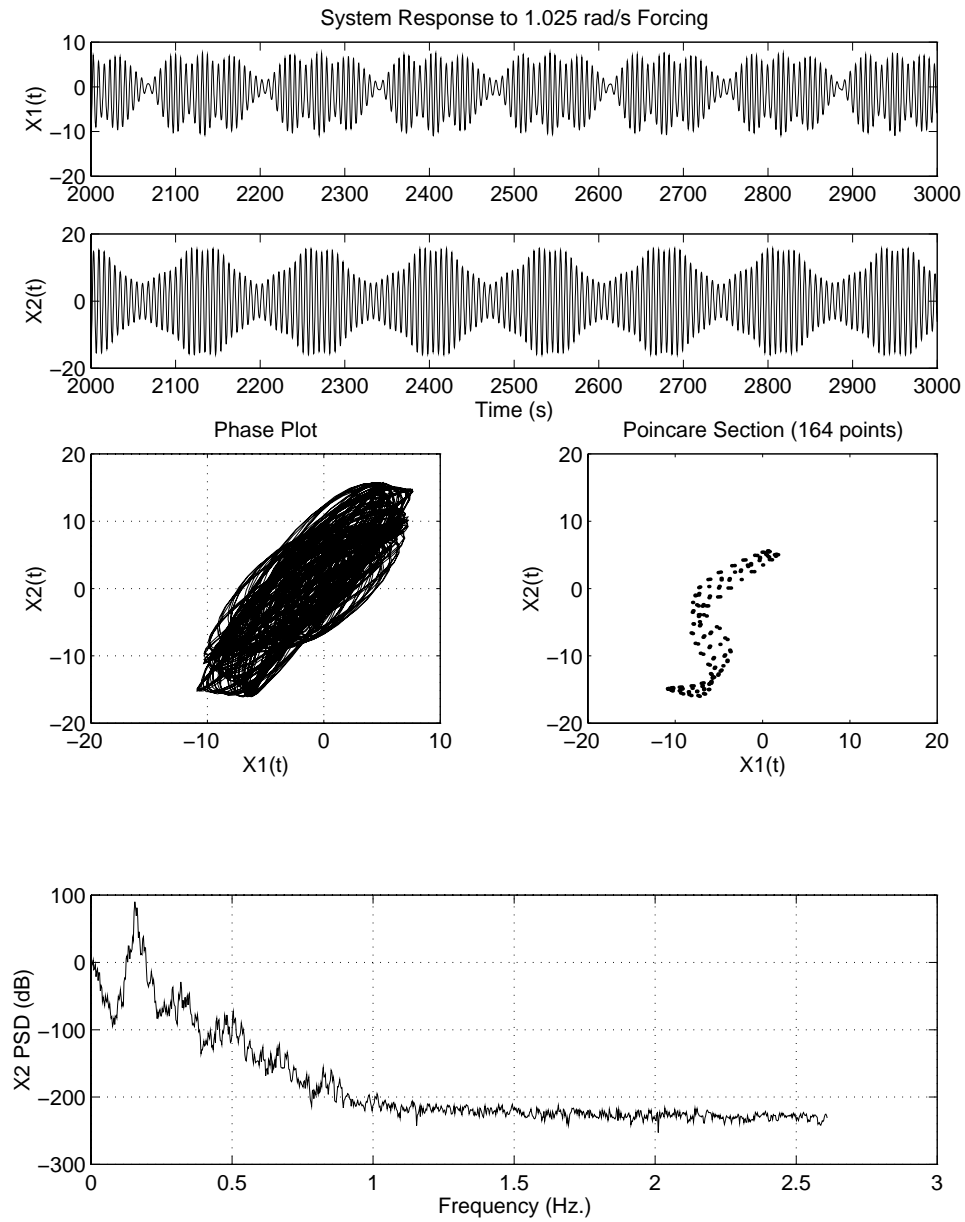 System Response to 1.025 rad/s Forcing
10
0
−10
−20
X1(t)
2000 2100 2200 2300 2400 2500 2600 2700 2800 2900 3000
20
0
−20
X2(t)
2000 2100 2200 2300 2400 2500 2600 2700 2800 2900 3000
Time (s)
Phase Plot
20
10
0
−10
−20
X2(t)
−20 −10 0 10
X1(t)
Poincare Section (164 points)
20
10
0
−10
−20
X2(t)
−20 −10 0 10 20
X1(t)
100
0
−100
−200
−300
X2 PSD (dB)
0 0.5 1 1.5 2 2.5 3
Frequency (Hz.)